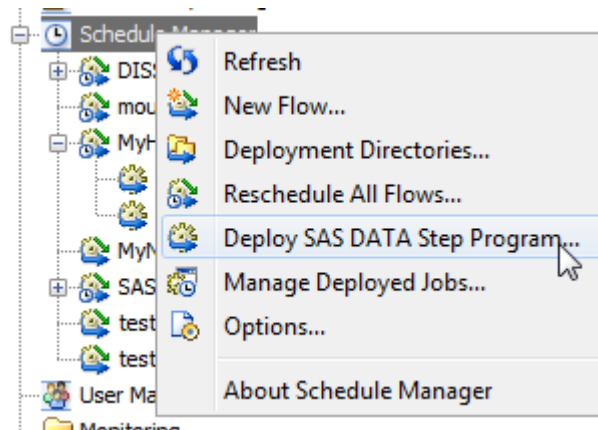 Schedule Manager
DIS
mou
MyH
MyN
SAS
test
test
User Ma
Monitoring
Refresh
New Flow...
Deployment Directories...
Reschedule All Flows...
Deploy SAS DATA Step Program...
Manage Deployed Jobs...
Options...
About Schedule Manager